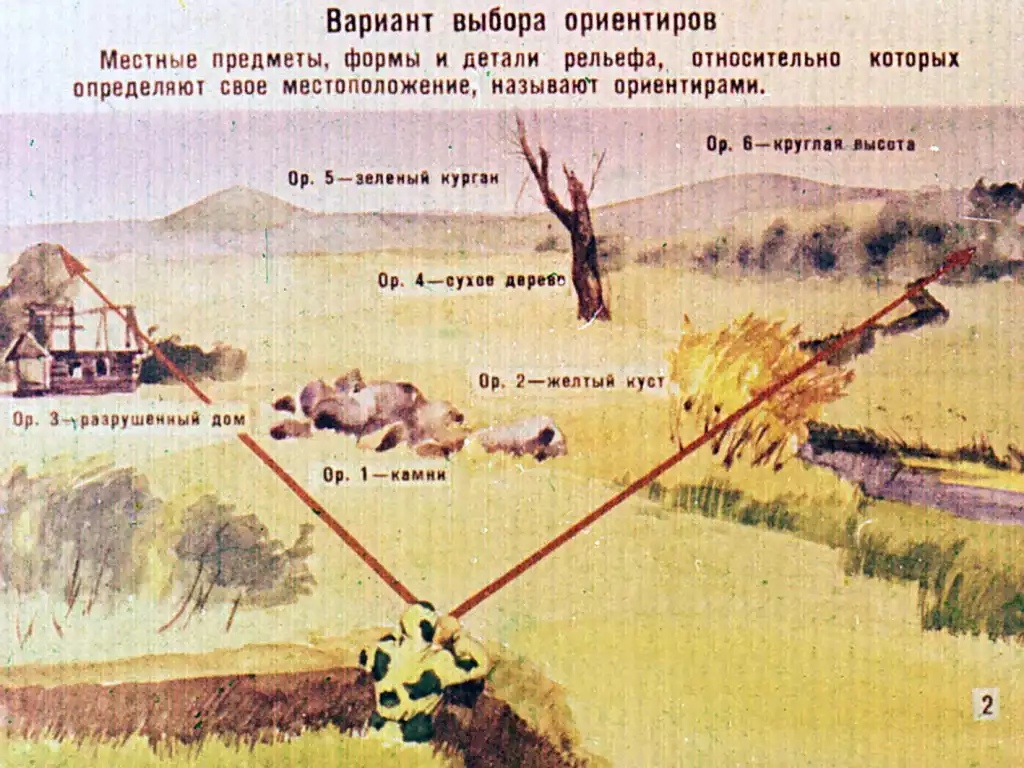 Вариант выбора ориентиров
Местные предметы, формы и детали рельефа, относительно которых
определяют свое местоположение, называют ориентирами.
Ор. 6—круглая высота
Ор. 5—зеленый курган
Ор. 4—сухое дерево
Ор. 2—желтый куст
Ор. 3—разрушенный дом
Ор. 1—камни
2